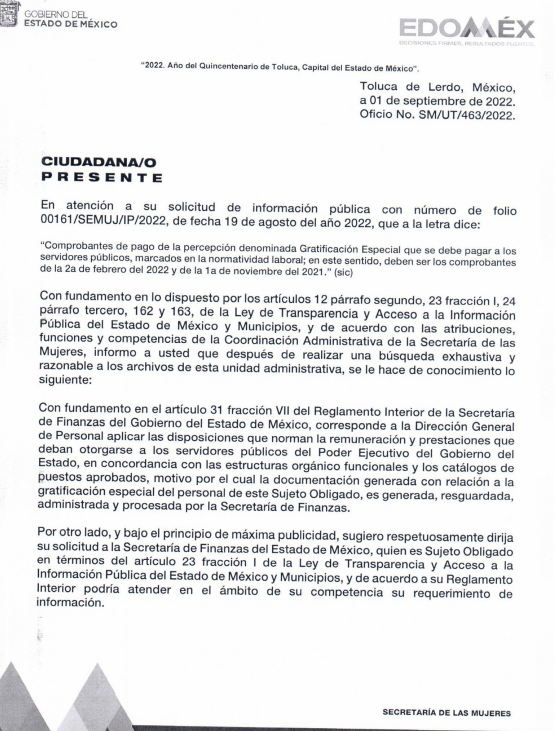 GOBIERNO DEL
ESTADO DE MÉXICO
EDOMÉX
DECISIONES FIRMES, RESULTADOS FUERTES.
"2022. Año del Quincentenario de Toluca, Capital del Estado de México".
Toluca de Lerdo, México,
a 01 de septiembre de 2022.
Oficio No. SM/UT/463/2022.
CIUDADANA/O
P R E S E N T E
En atención a su solicitud de información pública con número de folio
00161/SEMUJ/IP/2022, de fecha 19 de agosto del año 2022, que a la letra dice:
"Comprobantes de pago de la percepción denominada Gratificación Especial que se debe pagar a los
servidores públicos, marcados en la normatividad laboral; en este sentido, deben ser los comprobantes
de la 2a de febrero del 2022 y de la 1a de noviembre del 2021." (sic)
Con fundamento en lo dispuesto por los artículos 12 párrafo segundo, 23 fracción I, 24
párrafo tercero, 162 y 163, de la Ley de Transparencia y Acceso a la Información
Pública del Estado de México y Municipios, y de acuerdo con las atribuciones,
funciones y competencias de la Coordinación Administrativa de la Secretaría de las
Mujeres, informo a usted que después de realizar una búsqueda exhaustiva y
razonable a los archivos de esta unidad administrativa, se le hace de conocimiento lo
siguiente:
Con fundamento en el artículo 31 fracción VII del Reglamento Interior de la Secretaría
de Finanzas del Gobierno del Estado de México, corresponde a la Dirección General
de Personal aplicar las disposiciones que norman la remuneración y prestaciones que
deban otorgarse a los servidores públicos del Poder Ejecutivo del Gobierno del
Estado, en concordancia con las estructuras orgánico funcionales y los catálogos de
puestos aprobados, motivo por el cual la documentación generada con relación a la
gratificación especial del personal de este Sujeto Obligado, es generada, resguardada,
administrada y procesada por la Secretaría de Finanzas.
Por otro lado, y bajo el principio de máxima publicidad, sugiero respetuosamente dirija
su solicitud a la Secretaría de Finanzas del Estado de México, quien es Sujeto Obligado
en términos del artículo 23 fracción I de la Ley de Transparencia y Acceso a la
Información Pública del Estado de México y Municipios, y de acuerdo a su Reglamento
Interior podría atender en el ámbito de su competencia su requerimiento de
información.
SECRETARÍA DE LAS MUJERES